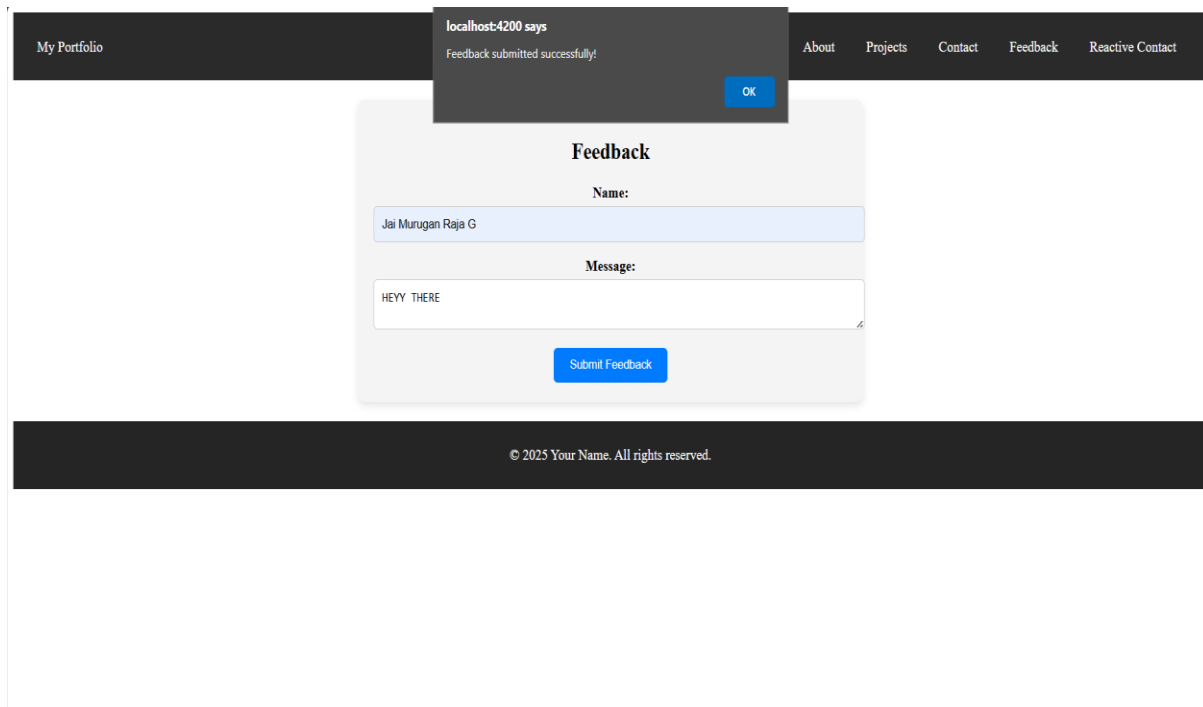 localhost:4200 says
Feedback submitted successfully!
OK
My Portfolio
About Projects Contact Feedback Reactive Contact
Feedback
Name:
Jai Murugan Raja G
Message:
HEYY THERE
Submit Feedback
© 2025 Your Name. All rights reserved.